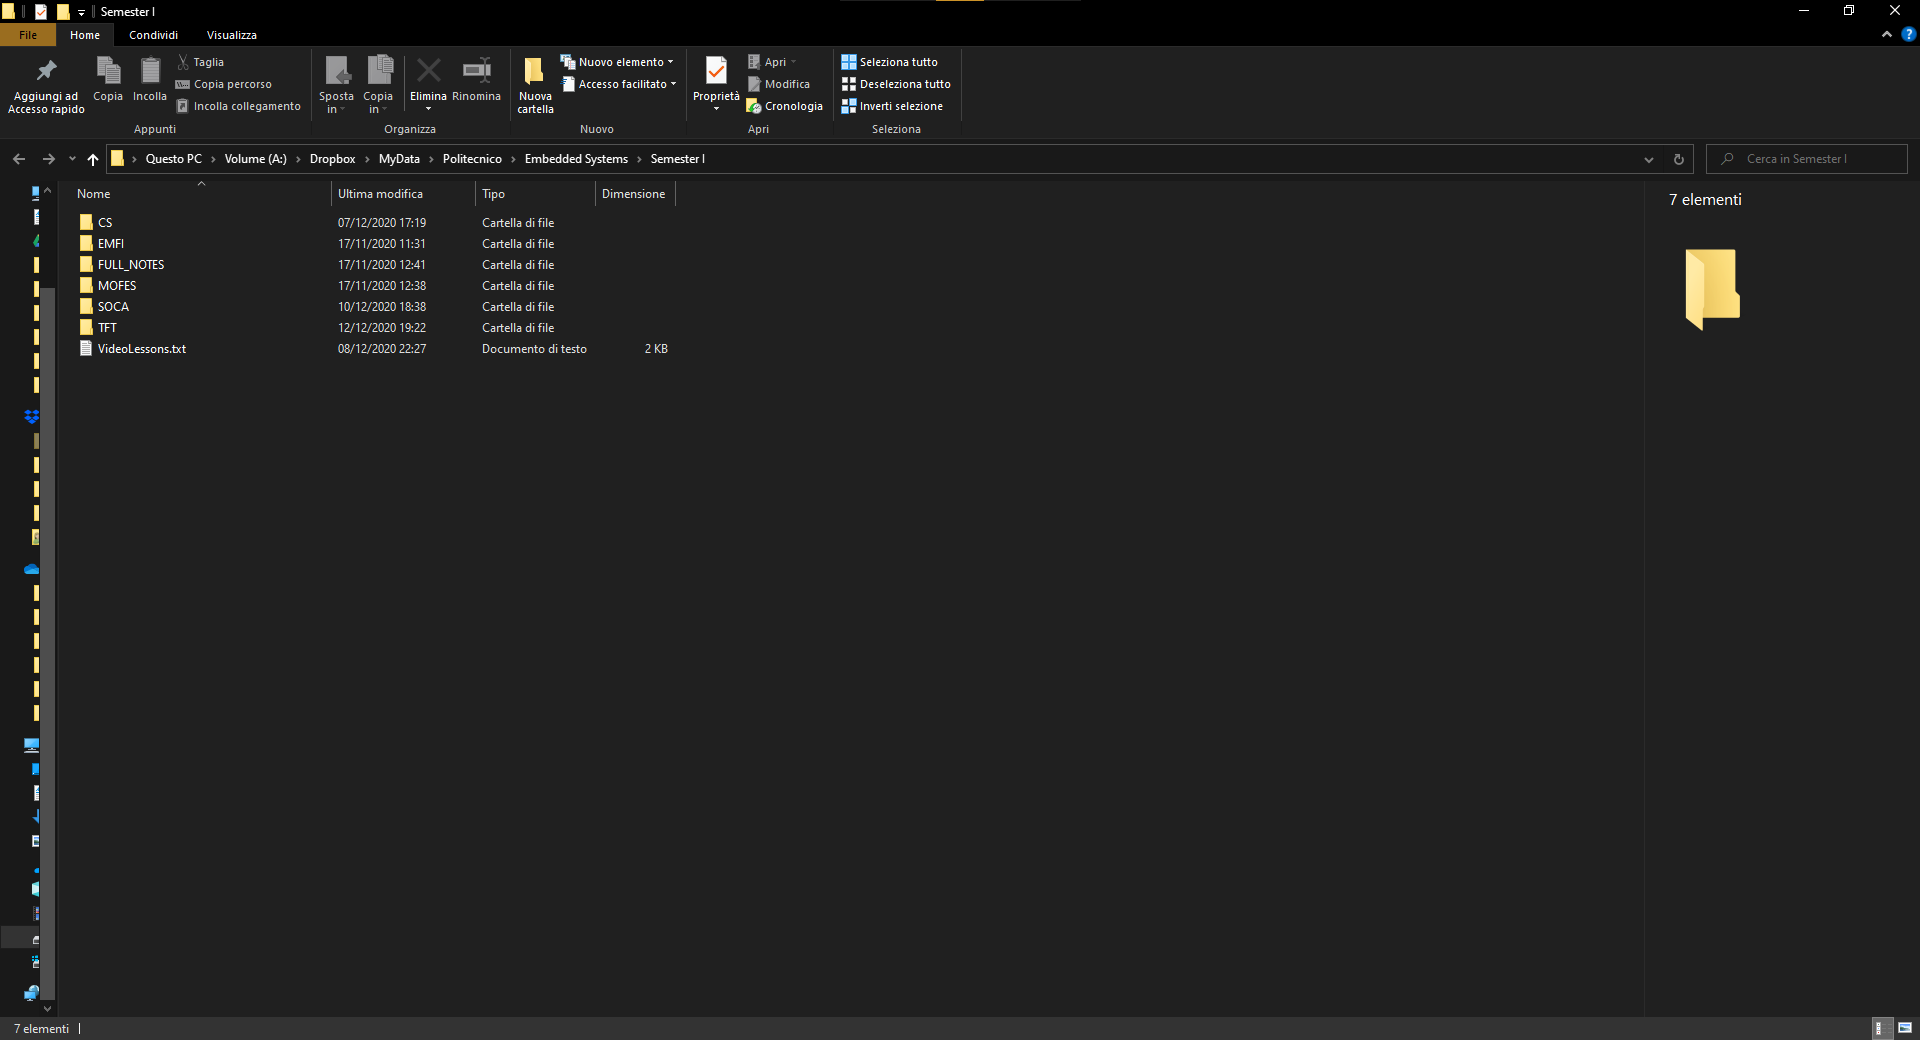 Semester I
File Home Condividi Visualizza
Aggiungi ad Accesso rapido
Copia
Incolla
Taglia
Copia percorso
Incolla collegamento
Appunti
Sposta in
Copia in
Elimina
Rinomina
Organizza
Nuova cartella
Nuovo elemento
Accesso facilitato
Nuovo
Proprietà
Apri
Modifica
Cronologia
Apri
Seleziona tutto
Deseleziona tutto
Inverti selezione
Seleziona
Questo PC › Volume (A:) › Dropbox › MyData › Politecnico › Embedded Systems › Semester I
Cerca in Semester I
Nome Ultima modifica Tipo Dimensione
CS 07/12/2020 17:19 Cartella di file
EMFI 17/11/2020 11:31 Cartella di file
FULL_NOTES 17/11/2020 12:41 Cartella di file
MOFES 17/11/2020 12:38 Cartella di file
SOCA 10/12/2020 18:38 Cartella di file
TFT 12/12/2020 19:22 Cartella di file
VideoLessons.txt 08/12/2020 22:27 Documento di testo 2 KB
7 elementi
7 elementi